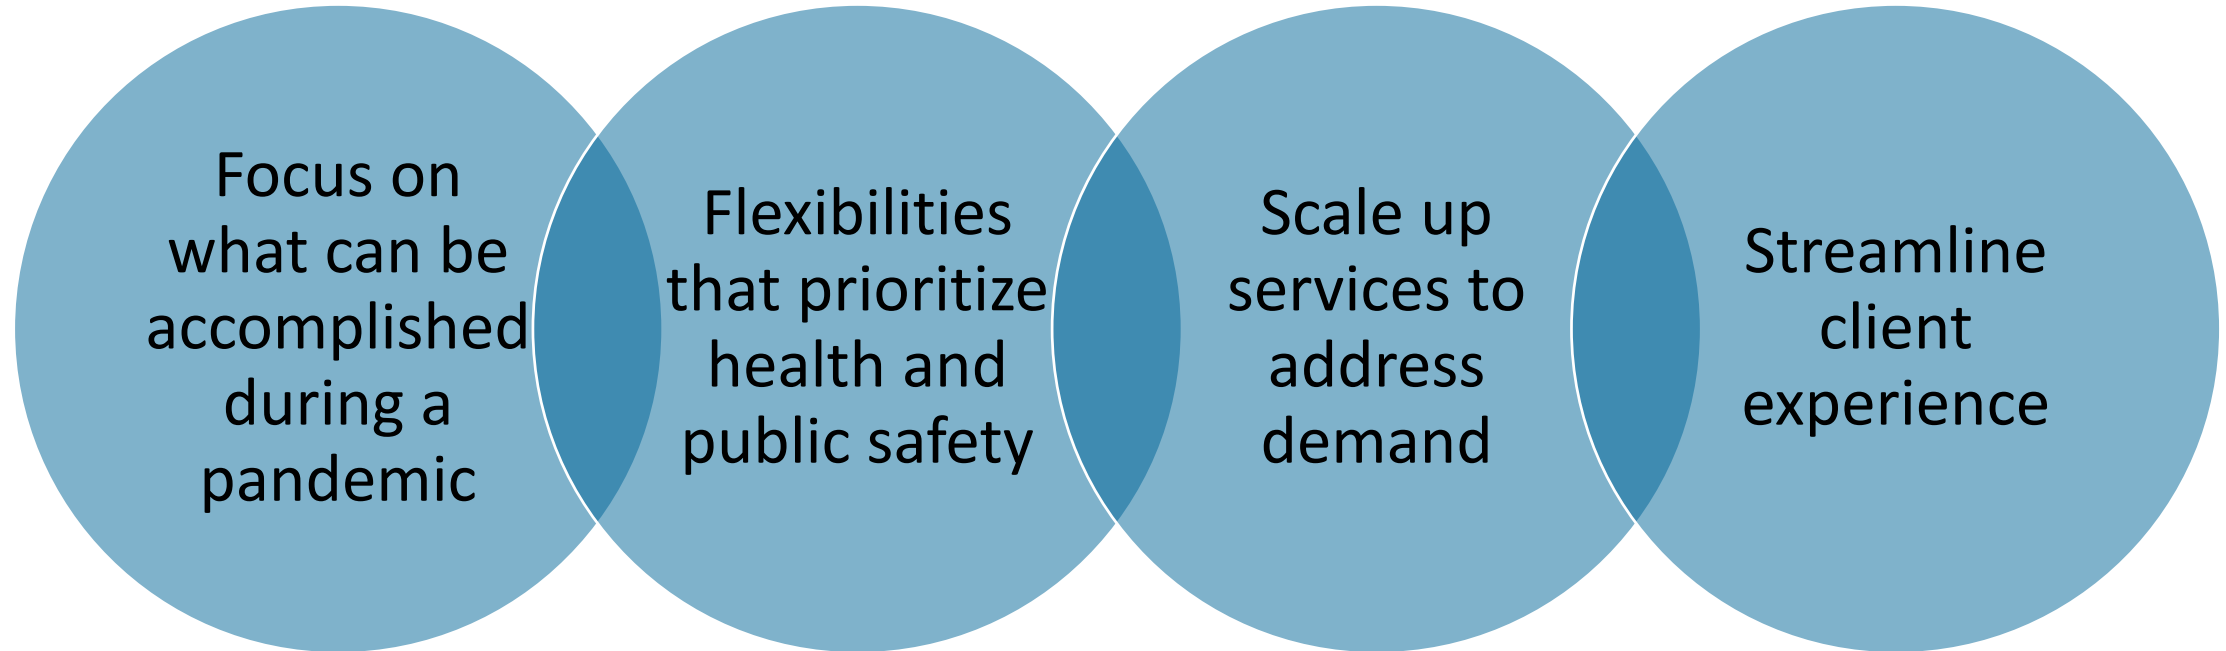 Focus on
what can be
accomplished
during a
pandemic
Flexibilities
that prioritize
health and
public safety
Scale up
services to
address
demand
Streamline
client
experience